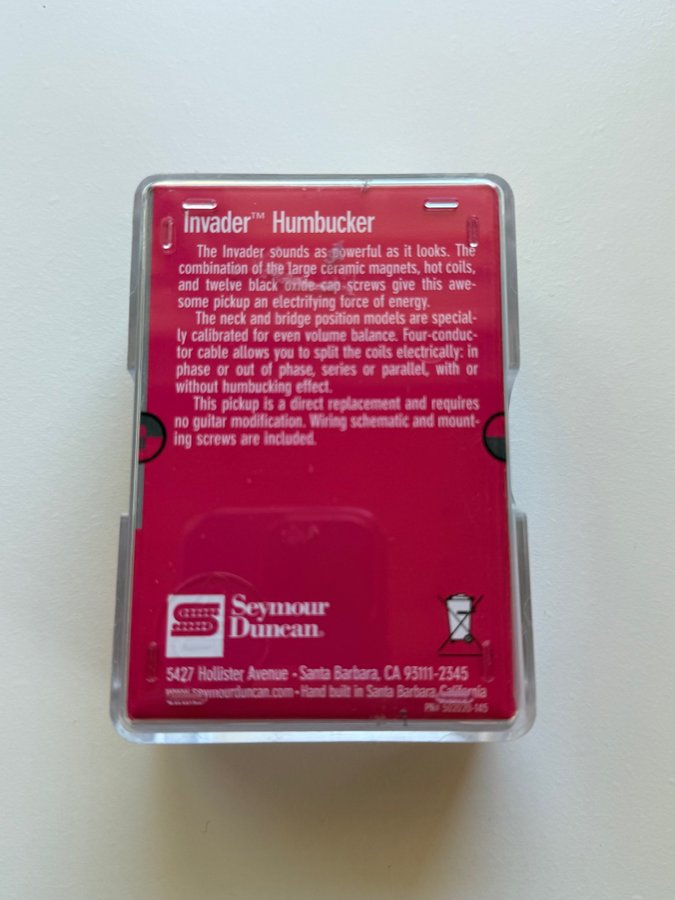 Invader™ Humbucker
The Invader sounds as powerful as it looks. The
combination of the large ceramic magnets, hot coils,
and twelve black oxide cap screws give this awe-
some pickup an electrifying force of energy.
The neck and bridge position models are special-
ly calibrated for even volume balance. Four-conduc-
tor cable allows you to split the coils electrically: in
phase or out of phase, series or parallel, with or
without humbucking effect.
This pickup is a direct replacement and requires
no guitar modification. Wiring schematic and mount-
ing screws are included.
Seymour
Duncan®
5427 Hollister Avenue • Santa Barbara, CA 93111-2345
www.seymourduncan.com • Hand built in Santa Barbara, California
PN# 502020-145